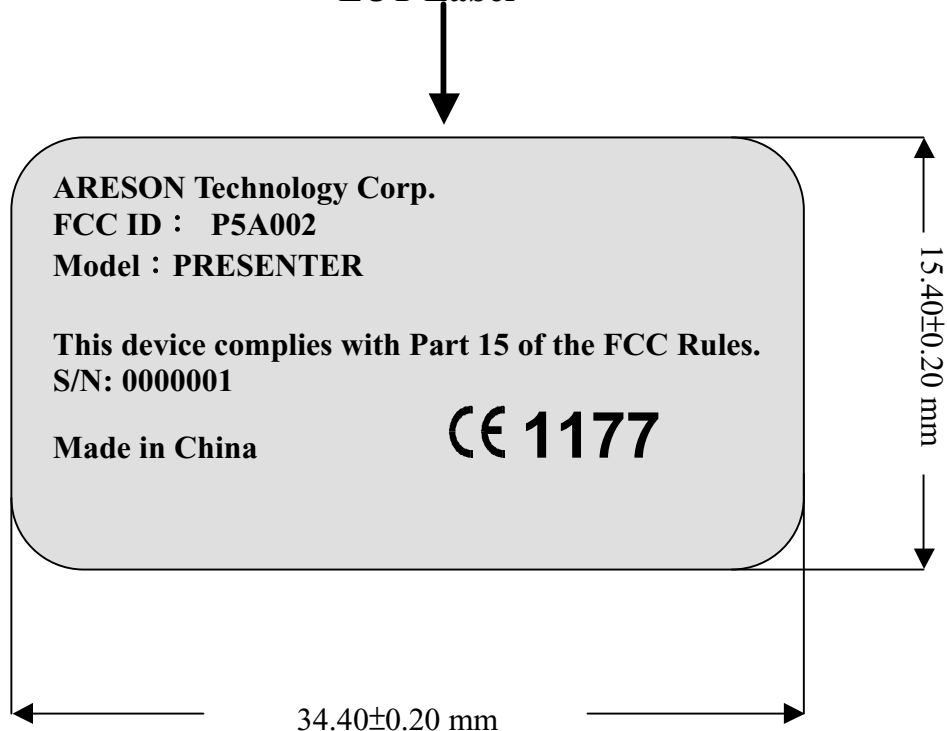 ARESON Technology Corp.
FCC ID : P5A002
Model : PRESENTER
This device complies with Part 15 of the FCC Rules.
S/N: 0000001
Made in China
CE 1177
15.40±0.20 mm
34.40±0.20 mm